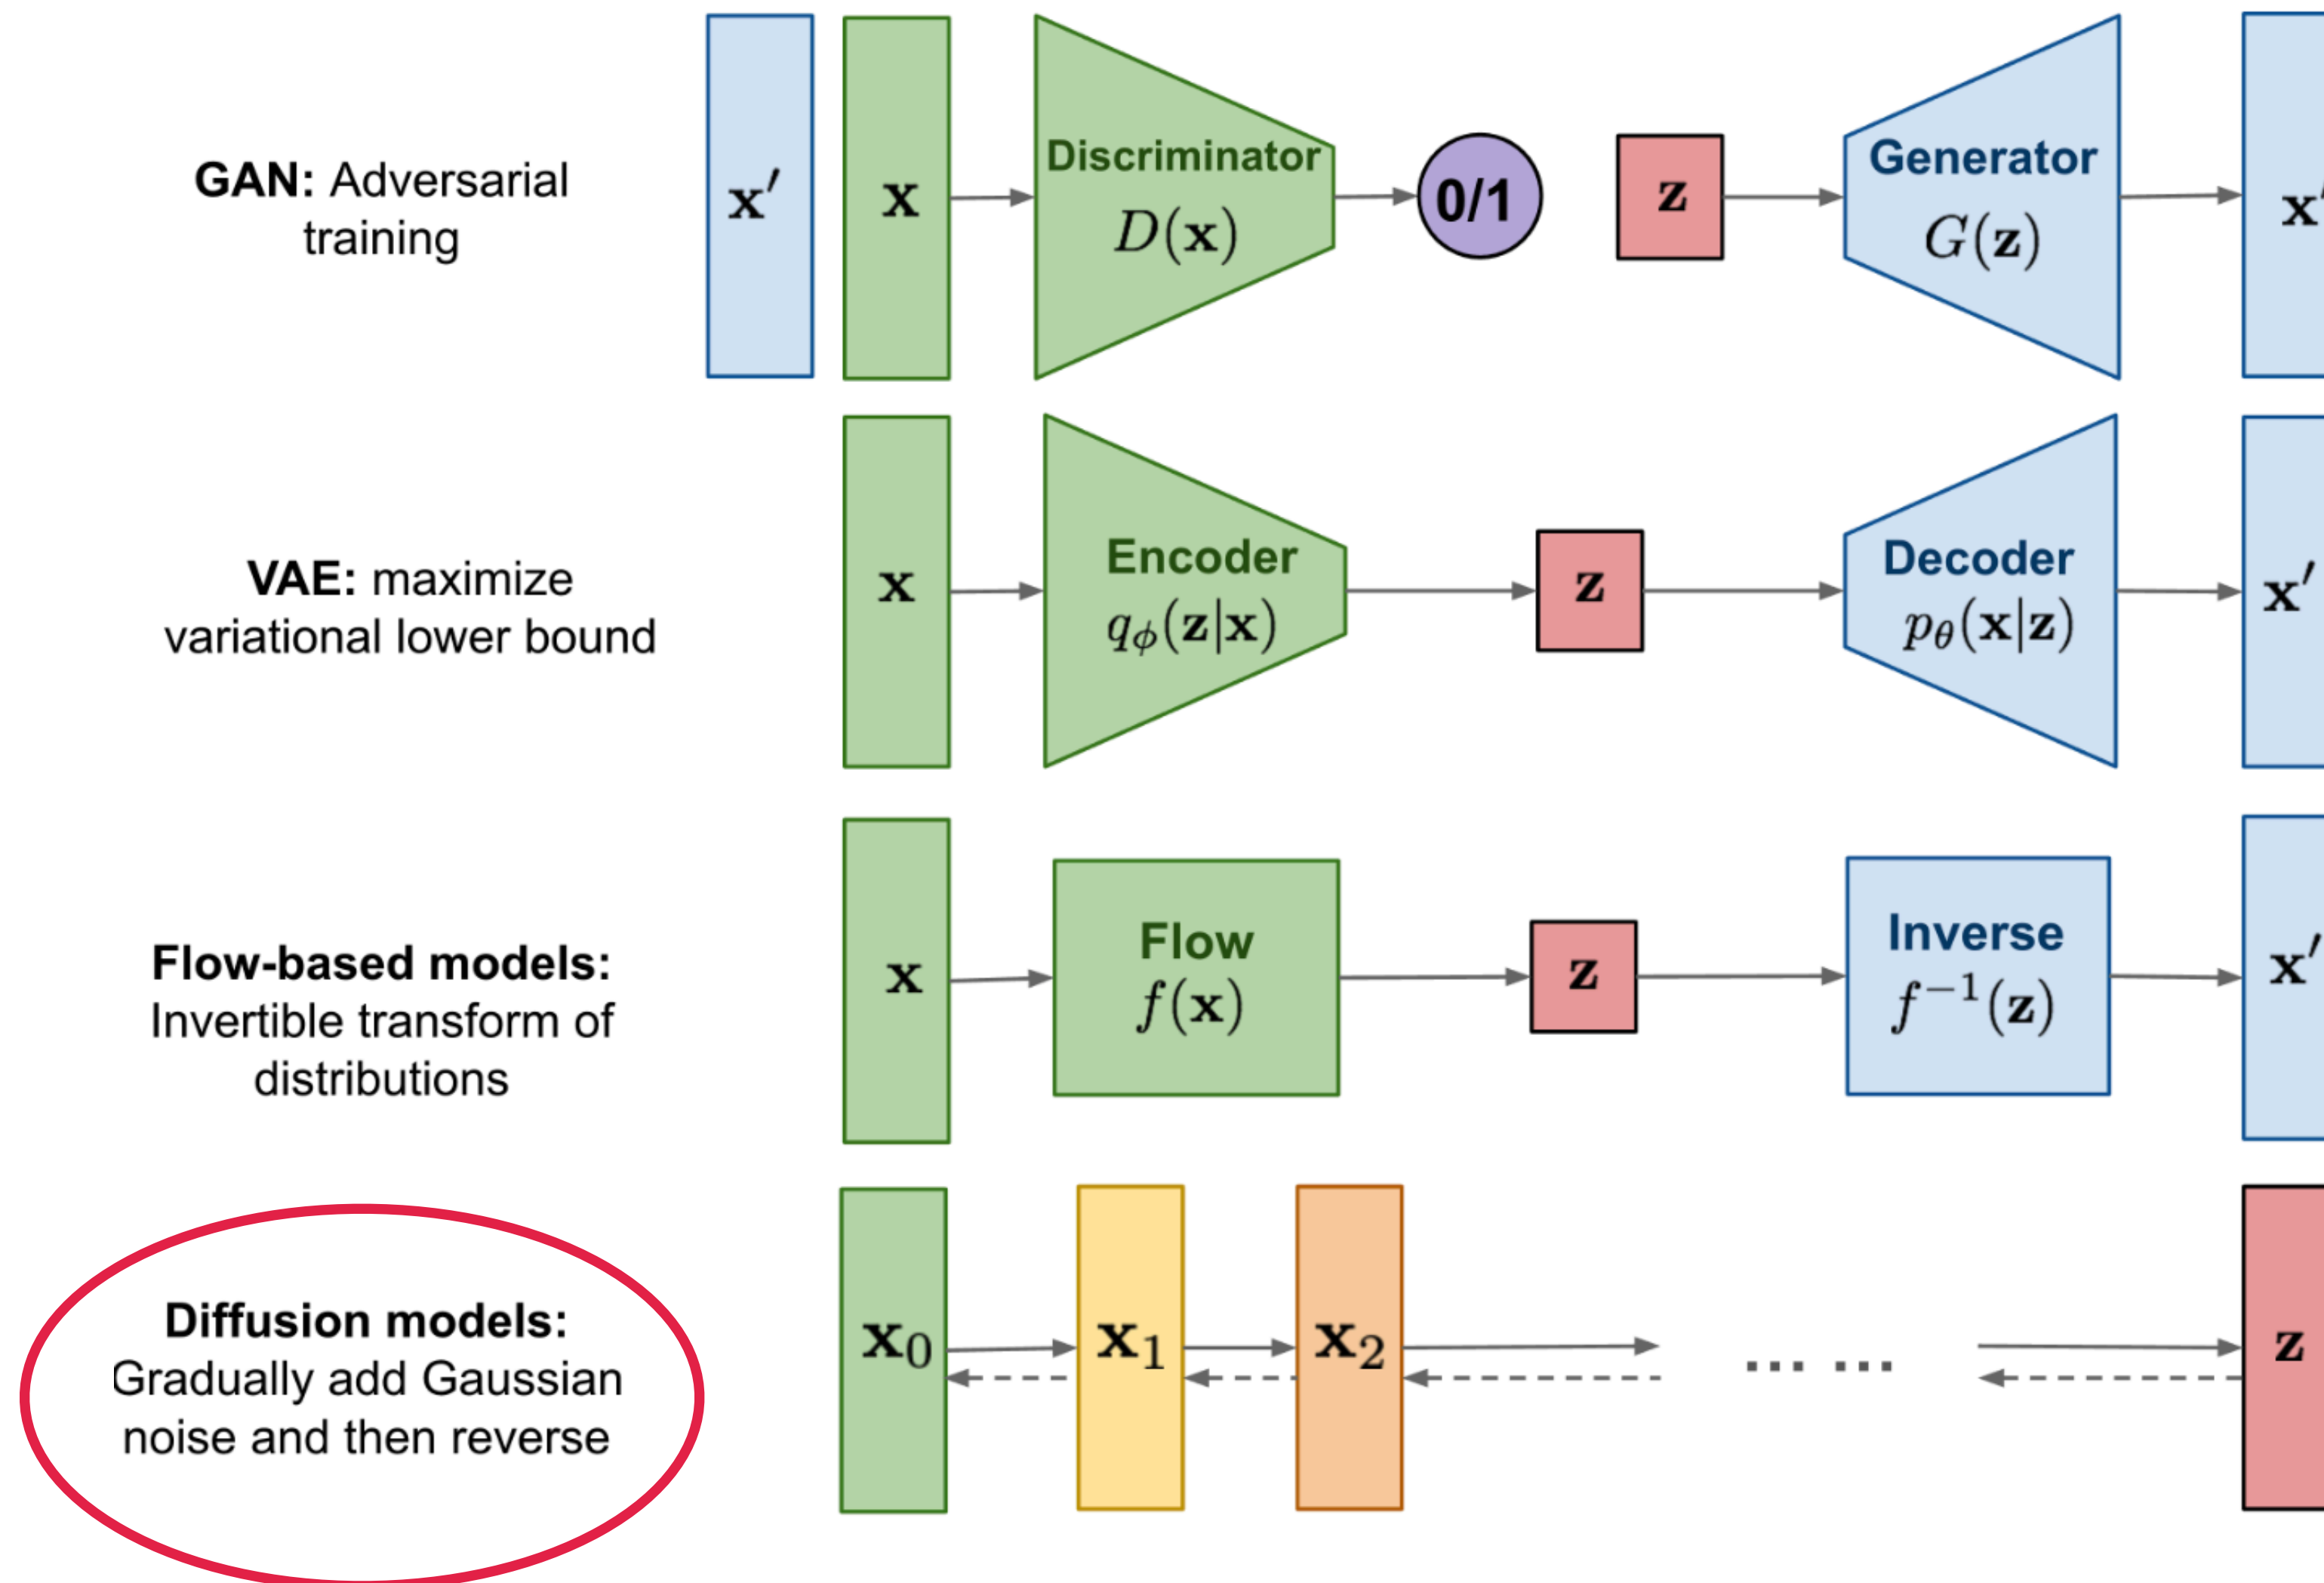 GAN: Adversarial
training
x′
x
Discriminator
D(x)
0/1
z
Generator
G(z)
x′
VAE: maximize
variational lower bound
x
Encoder
qϕ(z|x)
z
Decoder
pθ(x|z)
x′
Flow-based models:
Invertible transform of
distributions
x
Flow
f(x)
z
Inverse
f⁻¹(z)
x′
Diffusion models:
Gradually add Gaussian
noise and then reverse
x₀
x₁
x₂
... ...
z